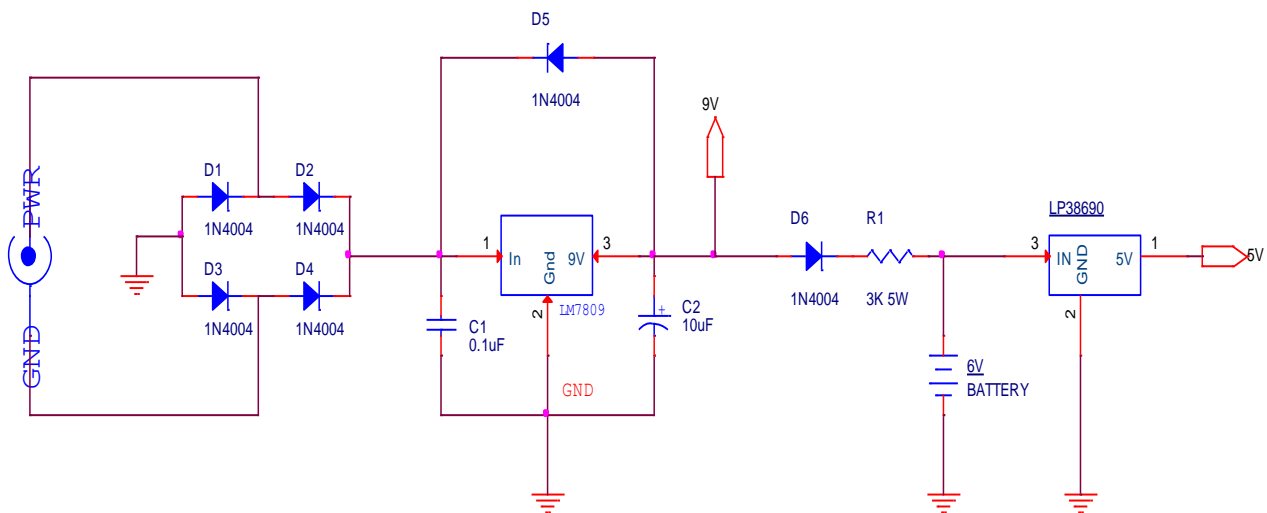 D5
1N4004
9V
PWR
GND
D1
1N4004
D2
1N4004
D3
1N4004
D4
1N4004
1
In
Gnd
9V
3
2
LM7809
C1
0.1uF
C2
10uF
+
GND
D6
1N4004
R1
3K 5W
LP38690
3
IN
GND
5V
1
2
5V
6V
BATTERY